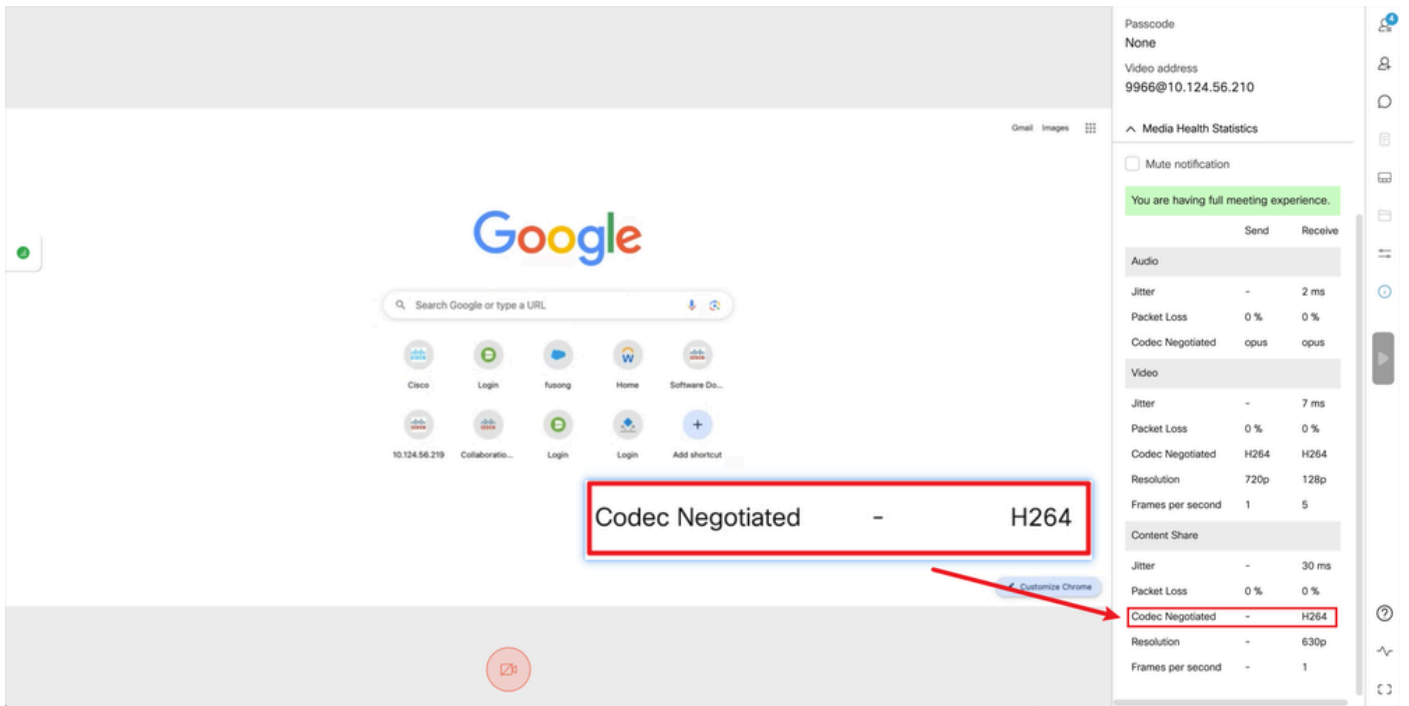 Passcode
None
Video address
9966@10.124.56.210
Media Health Statistics
Mute notification
You are having full meeting experience.
Send Receive
Audio
Jitter - 2 ms
Packet Loss 0 % 0 %
Codec Negotiated opus opus
Video
Jitter - 7 ms
Packet Loss 0 % 0 %
Codec Negotiated H264 H264
Resolution 720p 128p
Frames per second 1 5
Content Share
Jitter - 30 ms
Packet Loss 0 % 0 %
Codec Negotiated - H264
Resolution - 630p
Frames per second - 1
4
Gmail Images
Google
Search Google or type a URL
Cisco Login fusong Home Software Do...
10.124.56.219 Collaboratio... Login Login Add shortcut
Codec Negotiated - H264
Customize Chrome